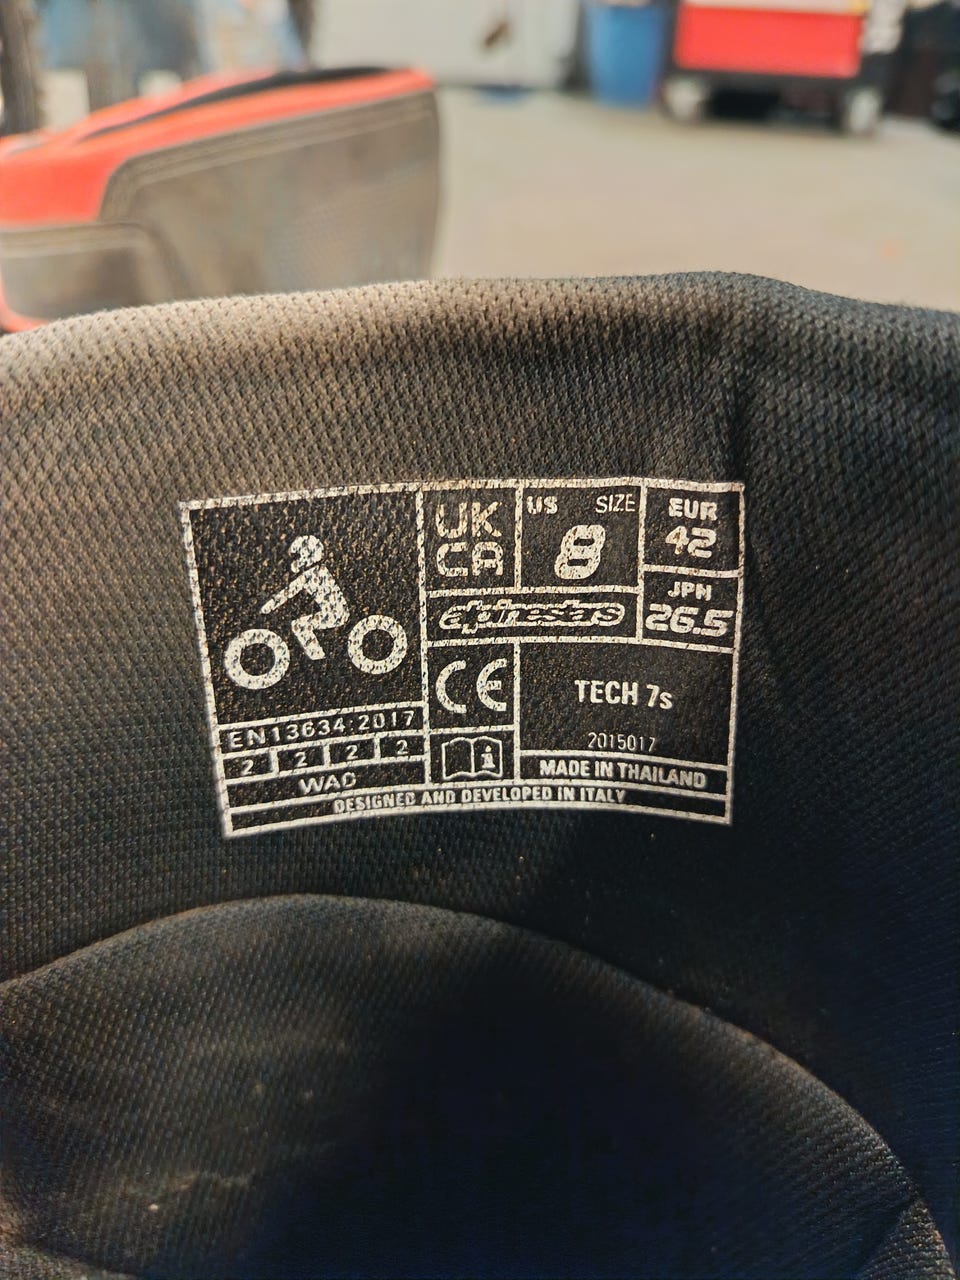 UK
CA
US SIZE
8
EUR
42
alpinestars
JPN
26.5
CE
TECH 7s
2015017
EN13634:2017
2 2 2 2
WAD
i
MADE IN THAILAND
DESIGNED AND DEVELOPED IN ITALY